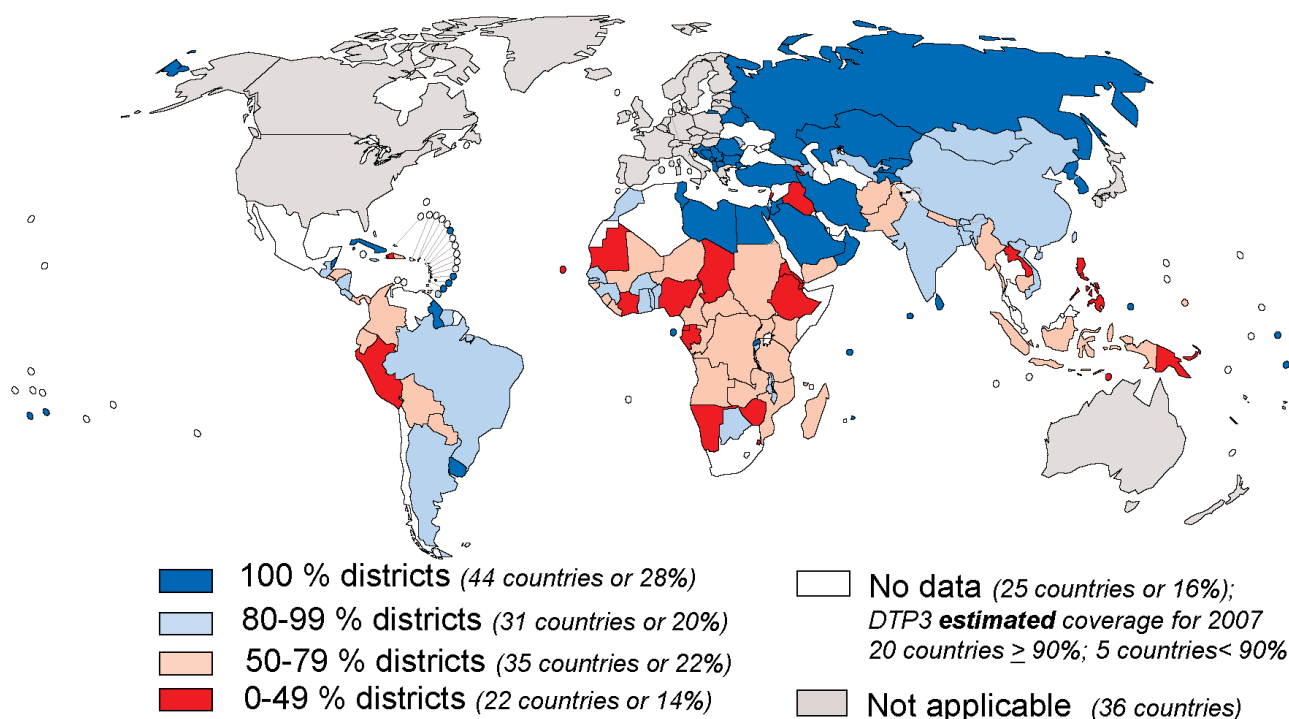 100 % districts (44 countries or 28%)
80-99 % districts (31 countries or 20%)
50-79 % districts (35 countries or 22%)
0-49 % districts (22 countries or 14%)
No data (25 countries or 16%);
DTP3 estimated coverage for 2007
20 countries ≥ 90%; 5 countries< 90%
Not applicable (36 countries)